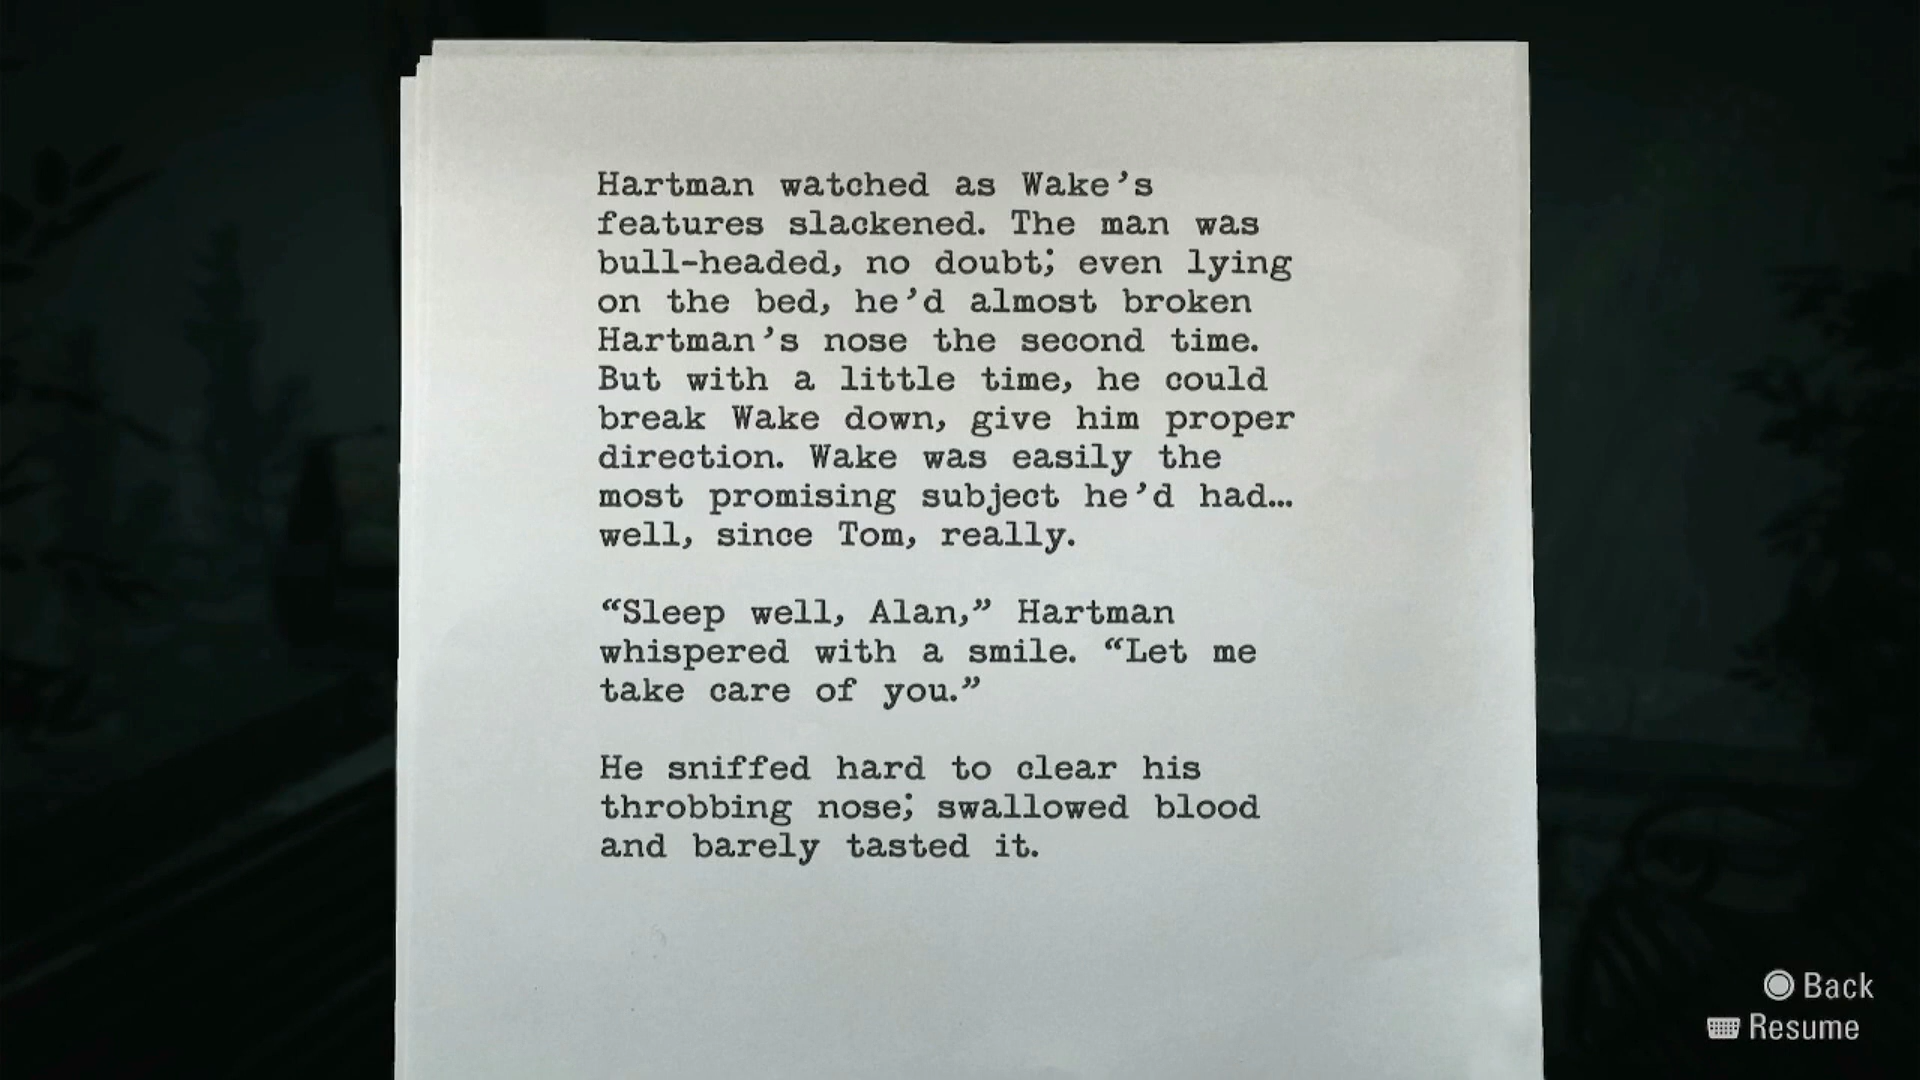 Hartman watched as Wake’s
features slackened. The man was
bull-headed, no doubt; even lying
on the bed, he’d almost broken
Hartman’s nose the second time.
But with a little time, he could
break Wake down, give him proper
direction. Wake was easily the
most promising subject he’d had…
well, since Tom, really.
“Sleep well, Alan,” Hartman
whispered with a smile. “Let me
take care of you.”
He sniffed hard to clear his
throbbing nose; swallowed blood
and barely tasted it.
Back
Resume